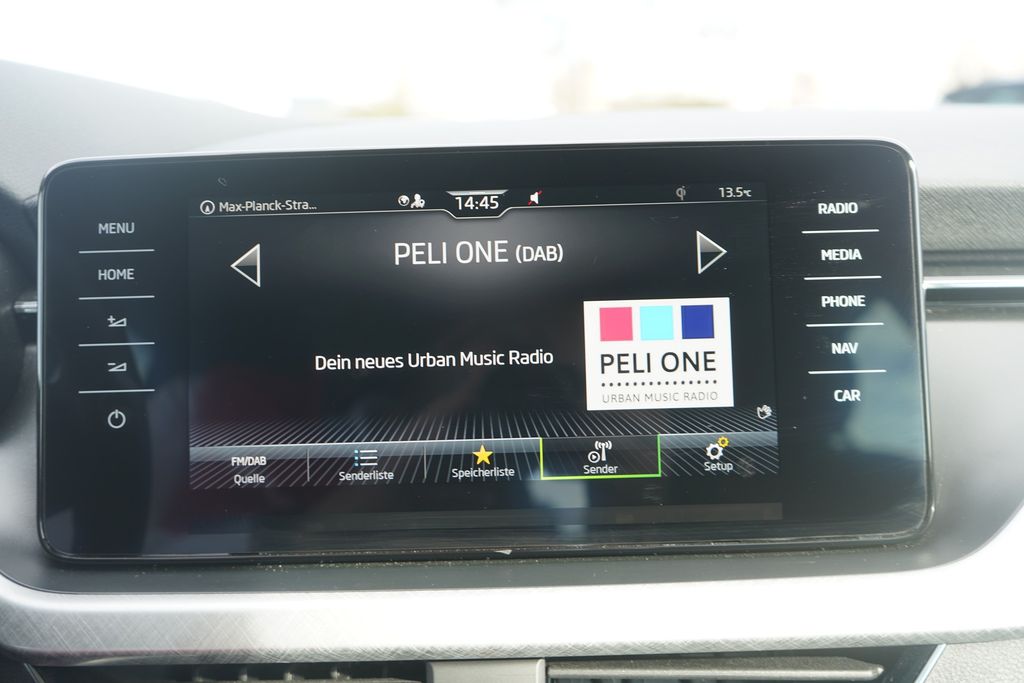 Max-Planck-Stra...
14:45
13.5°C
MENU
HOME
RADIO
MEDIA
PHONE
NAV
CAR
PELI ONE (DAB)
Dein neues Urban Music Radio
PELI ONE
URBAN MUSIC RADIO
FM/DAB
Quelle
Senderliste
Speicherliste
Sender
Setup